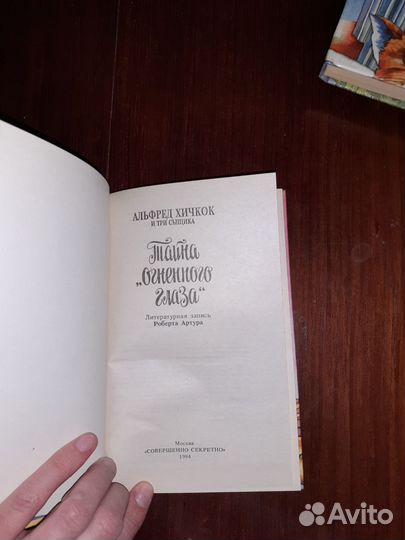 АЛЬФРЕД ХИЧКОК
И ТРИ СЫЩИКА
Тайна
„огненного
глаза“
Литературная запись
Роберта Артура
Москва
«СОВЕРШЕННО СЕКРЕТНО»
1994
Avito